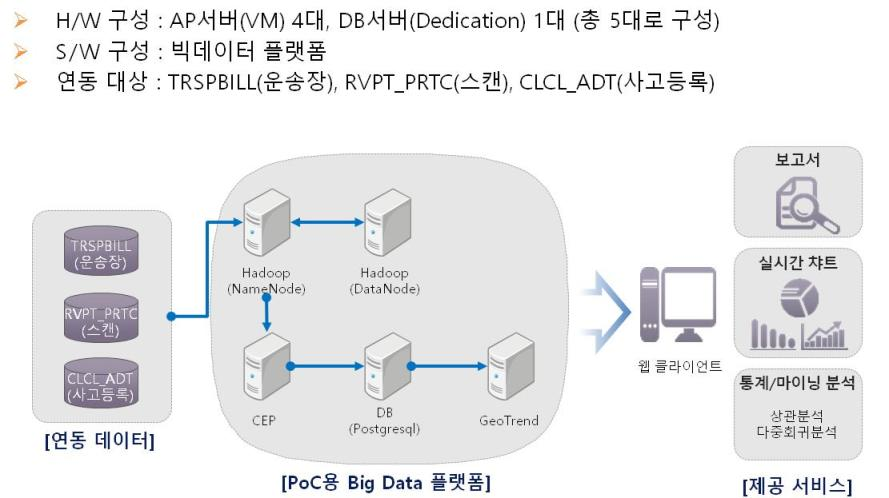 ➤ H/W 구성 : AP서버(VM) 4대, DB서버(Dedication) 1대 (총 5대로 구성)
➤ S/W 구성 : 빅데이터 플랫폼
➤ 연동 대상 : TRSPBILL(운송장), RVPT_PRTC(스캔), CLCL_ADT(사고등록)
TRSPBILL
(운송장)
RVPT_PRTC
(스캔)
CLCL_ADT
(사고등록)
[연동 데이터]
Hadoop
(NameNode)
Hadoop
(DataNode)
CEP
DB
(Postgresql)
GeoTrend
[PoC용 Big Data 플랫폼]
웹 클라이언트
보고서
실시간 챠트
통계/마이닝 분석
상관분석
다중회귀분석
[제공 서비스]